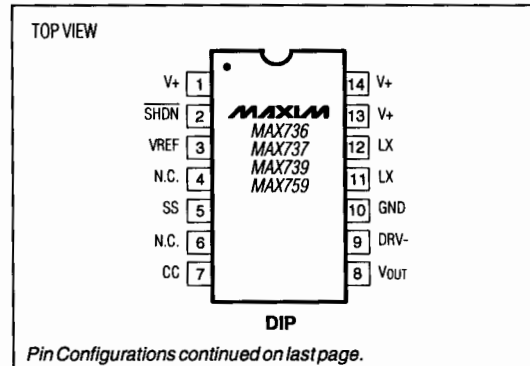 TOP VIEW
V+ 1 14 V+
SHDN 2 13 V+
VREF 3 12 LX
N.C. 4 11 LX
SS 5 10 GND
N.C. 6 9 DRV-
CC 7 8 VOUT
MAXIM
MAX736
MAX737
MAX739
MAX759
DIP
Pin Configurations continued on last page.